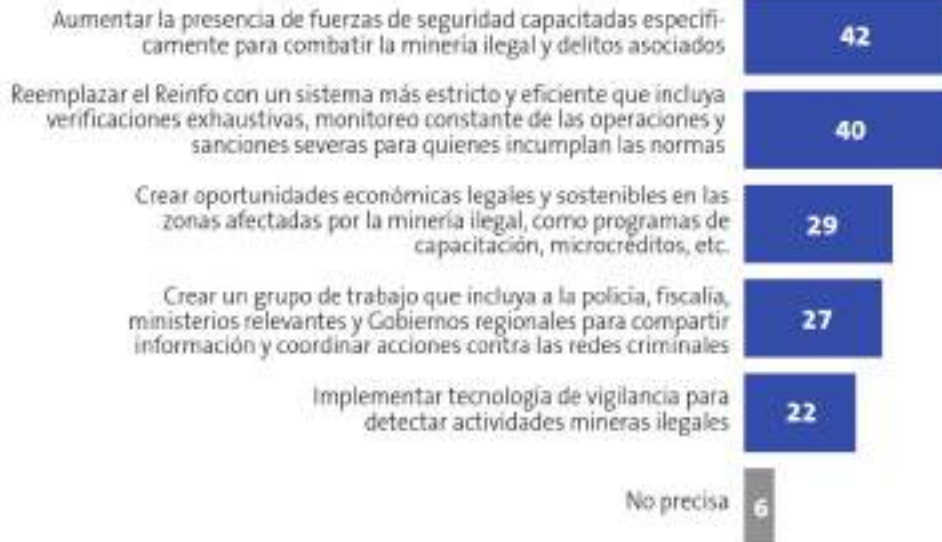 Aumentar la presencia de fuerzas de seguridad capacitadas específi-
camente para combatir la minería ilegal y delitos asociados
42
Reemplazar el Reinfo con un sistema más estricto y eficiente que incluya
verificaciones exhaustivas, monitoreo constante de las operaciones y
sanciones severas para quienes incumplan las normas
40
Crear oportunidades económicas legales y sostenibles en las
zonas afectadas por la minería ilegal, como programas de
capacitación, microcréditos, etc.
29
Crear un grupo de trabajo que incluya a la policía, fiscalía,
ministerios relevantes y Gobiernos regionales para compartir
información y coordinar acciones contra las redes criminales
27
Implementar tecnología de vigilancia para
detectar actividades mineras ilegales
22
No precisa
6